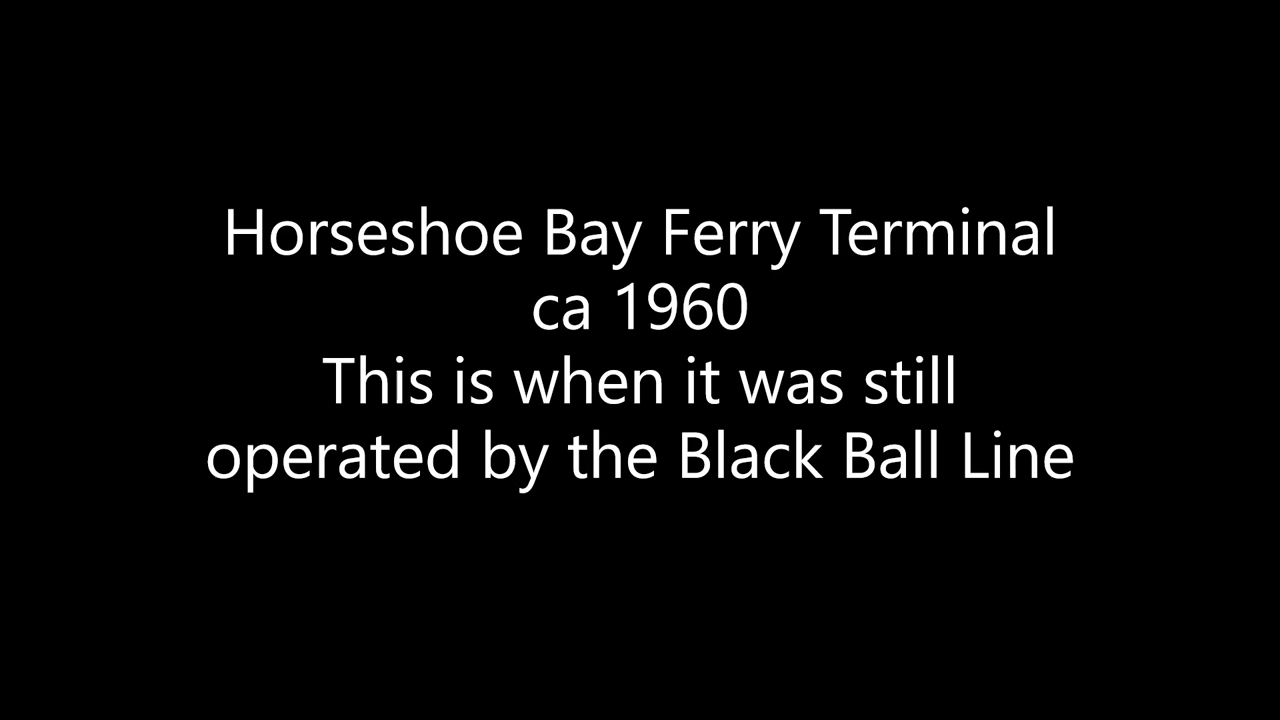 Horseshoe Bay Ferry Terminal
ca 1960
This is when it was still
operated by the Black Ball Line